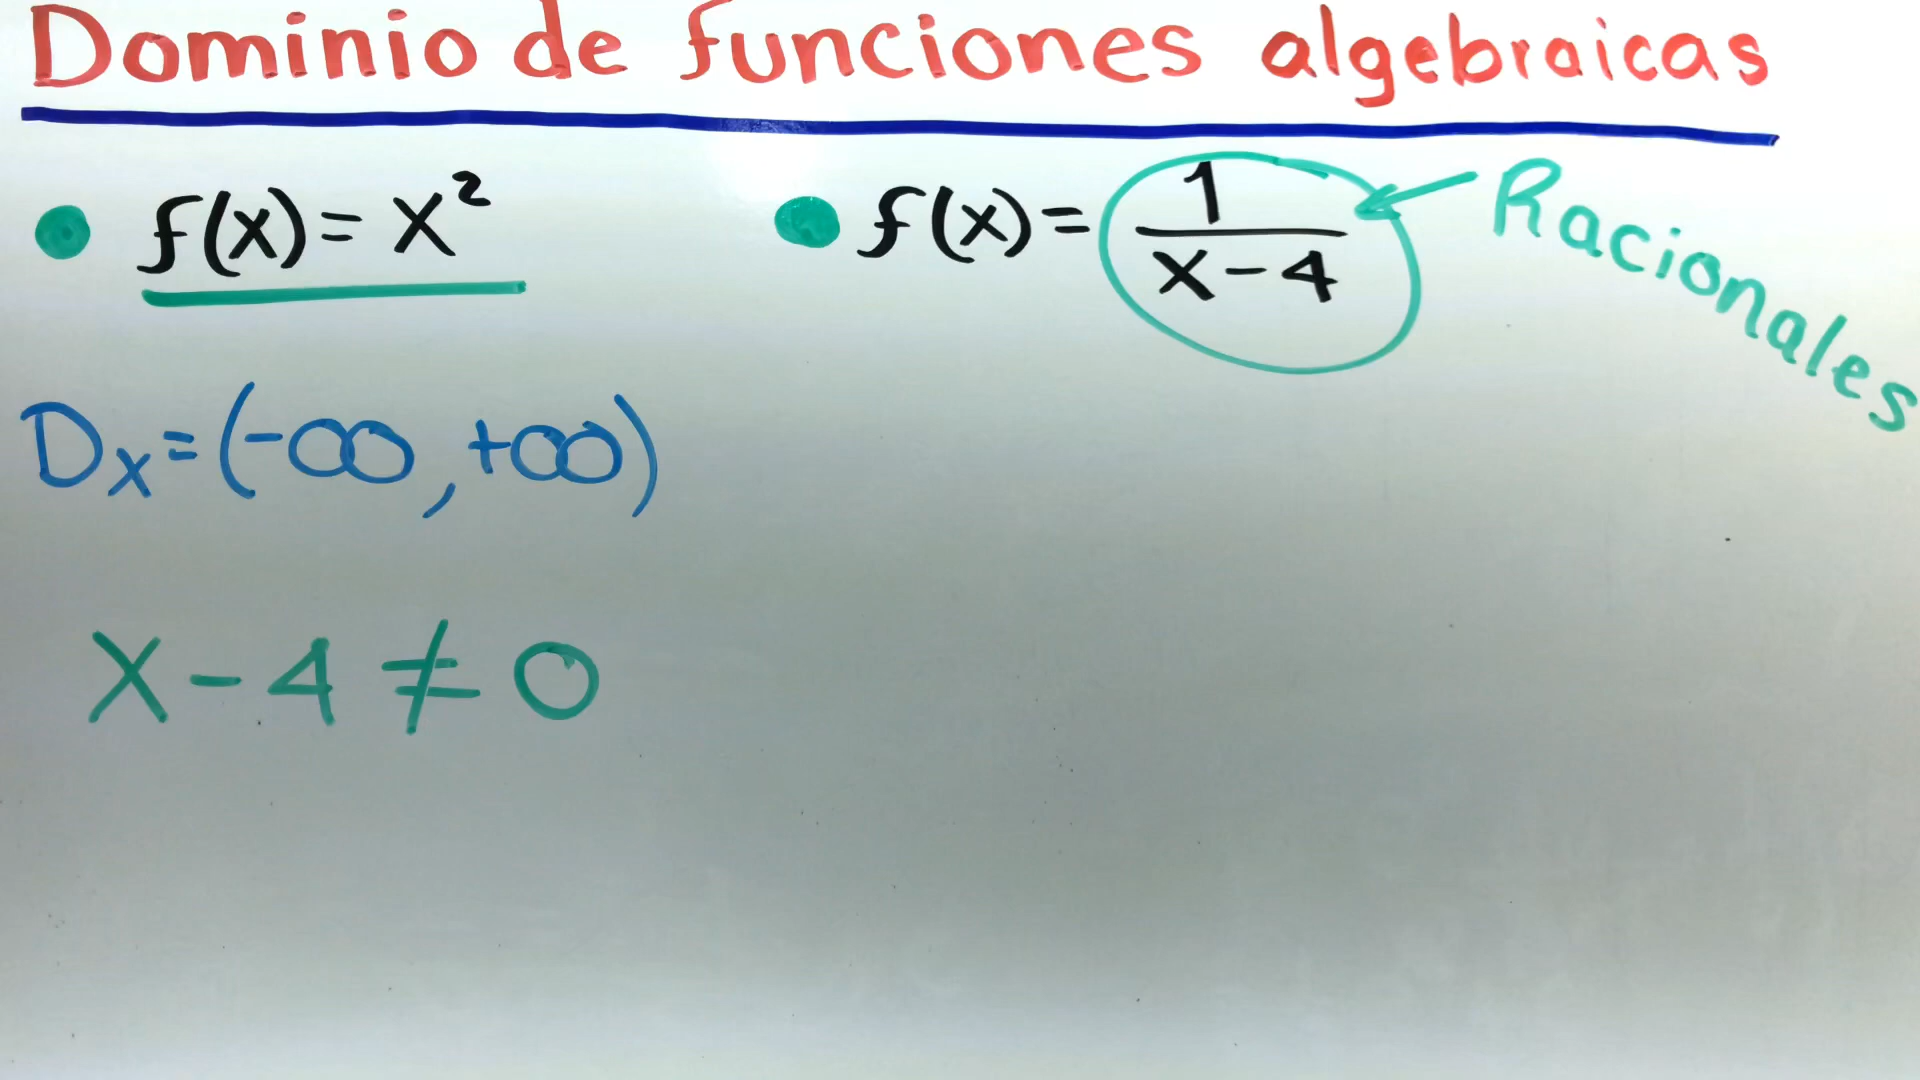 Dominio de funciones algebraicas
f(x) = x²
f(x) = 1/(x-4)
Racionales
Dx = (-∞, +∞)
x - 4 ≠ 0